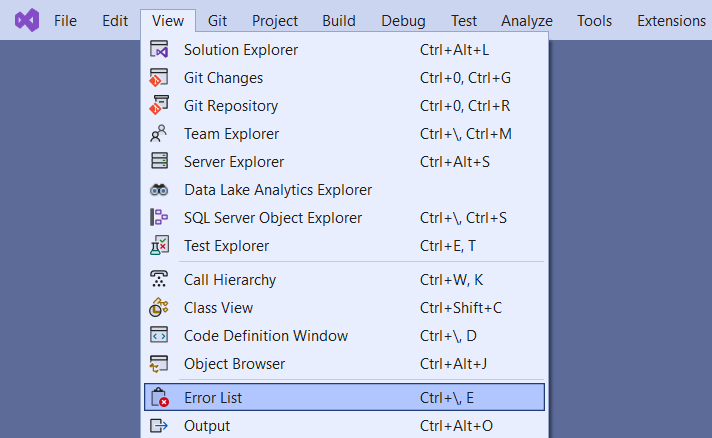 File Edit View Git Project Build Debug Test Analyze Tools Extensions
Solution Explorer Ctrl+Alt+L
Git Changes Ctrl+0, Ctrl+G
Git Repository Ctrl+0, Ctrl+R
Team Explorer Ctrl+\, Ctrl+M
Server Explorer Ctrl+Alt+S
Data Lake Analytics Explorer
SQL Server Object Explorer Ctrl+\, Ctrl+S
Test Explorer Ctrl+E, T
Call Hierarchy Ctrl+W, K
Class View Ctrl+Shift+C
Code Definition Window Ctrl+\, D
Object Browser Ctrl+Alt+J
Error List Ctrl+\, E
Output Ctrl+Alt+O